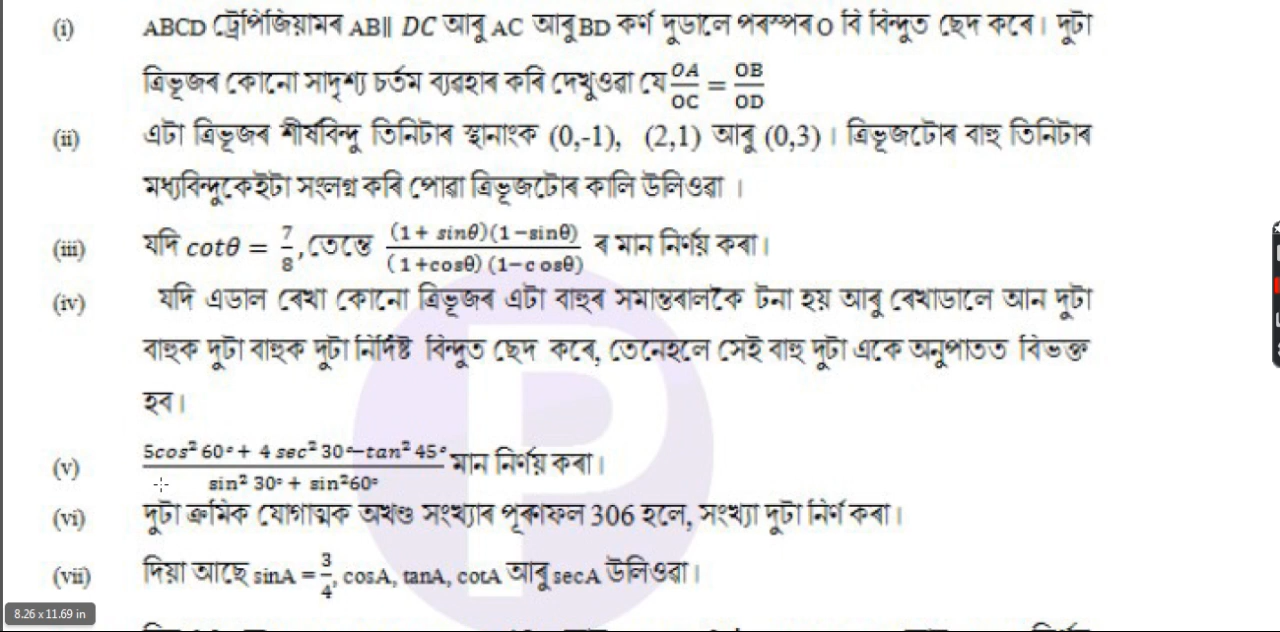 (i) ABCD ট্ৰেপিজিয়ামৰ AB|| DC আৰু AC আৰু BD কৰ্ণ দুডালে পৰস্পৰ O বি বিন্দুত ছেদ কৰে। দুটা
ত্ৰিভূজৰ কোনো সাদৃশ্য চৰ্তম ব্যৱহাৰ কৰি দেখুওৱা যে OA/OC = OB/OD
(ii) এটা ত্ৰিভূজৰ শীৰ্ষবিন্দু তিনিটাৰ স্থানাংক (0,-1), (2,1) আৰু (0,3)। ত্ৰিভূজটোৰ বাহু তিনিটাৰ
মধ্যবিন্দুকেইটা সংলগ্ন কৰি পোৱা ত্ৰিভূজটোৰ কালি উলিওৱা ।
(iii) যদি cotθ = 7/8, তেন্তে (1+ sinθ)(1−sinθ)/(1+cosθ)(1−c osθ) ৰ মান নিৰ্ণয় কৰা।
(iv) যদি এডাল ৰেখা কোনো ত্ৰিভূজৰ এটা বাহুৰ সমান্তৰালকৈ টনা হয় আৰু ৰেখাডালে আন দুটা
বাহুক দুটা বাহুক দুটা নিৰ্দিষ্ট বিন্দুত ছেদ কৰে, তেনেহলে সেই বাহু দুটা একে অনুপাতত বিভক্ত
হব।
(v) 5cos² 60° + 4 sec² 30°−tan² 45°/sin² 30° + sin²60° মান নিৰ্ণয় কৰা।
(vi) দুটা ক্ৰমিক যোগাত্মক অখণ্ড সংখ্যাৰ পূৰূাফল 306 হলে, সংখ্যা দুটা নিৰ্ণ কৰা।
(vii) দিয়া আছে sinA = 3/4, cosA, tanA, cotA আৰু secA উলিওৱা।
8.26 x 11.69 in